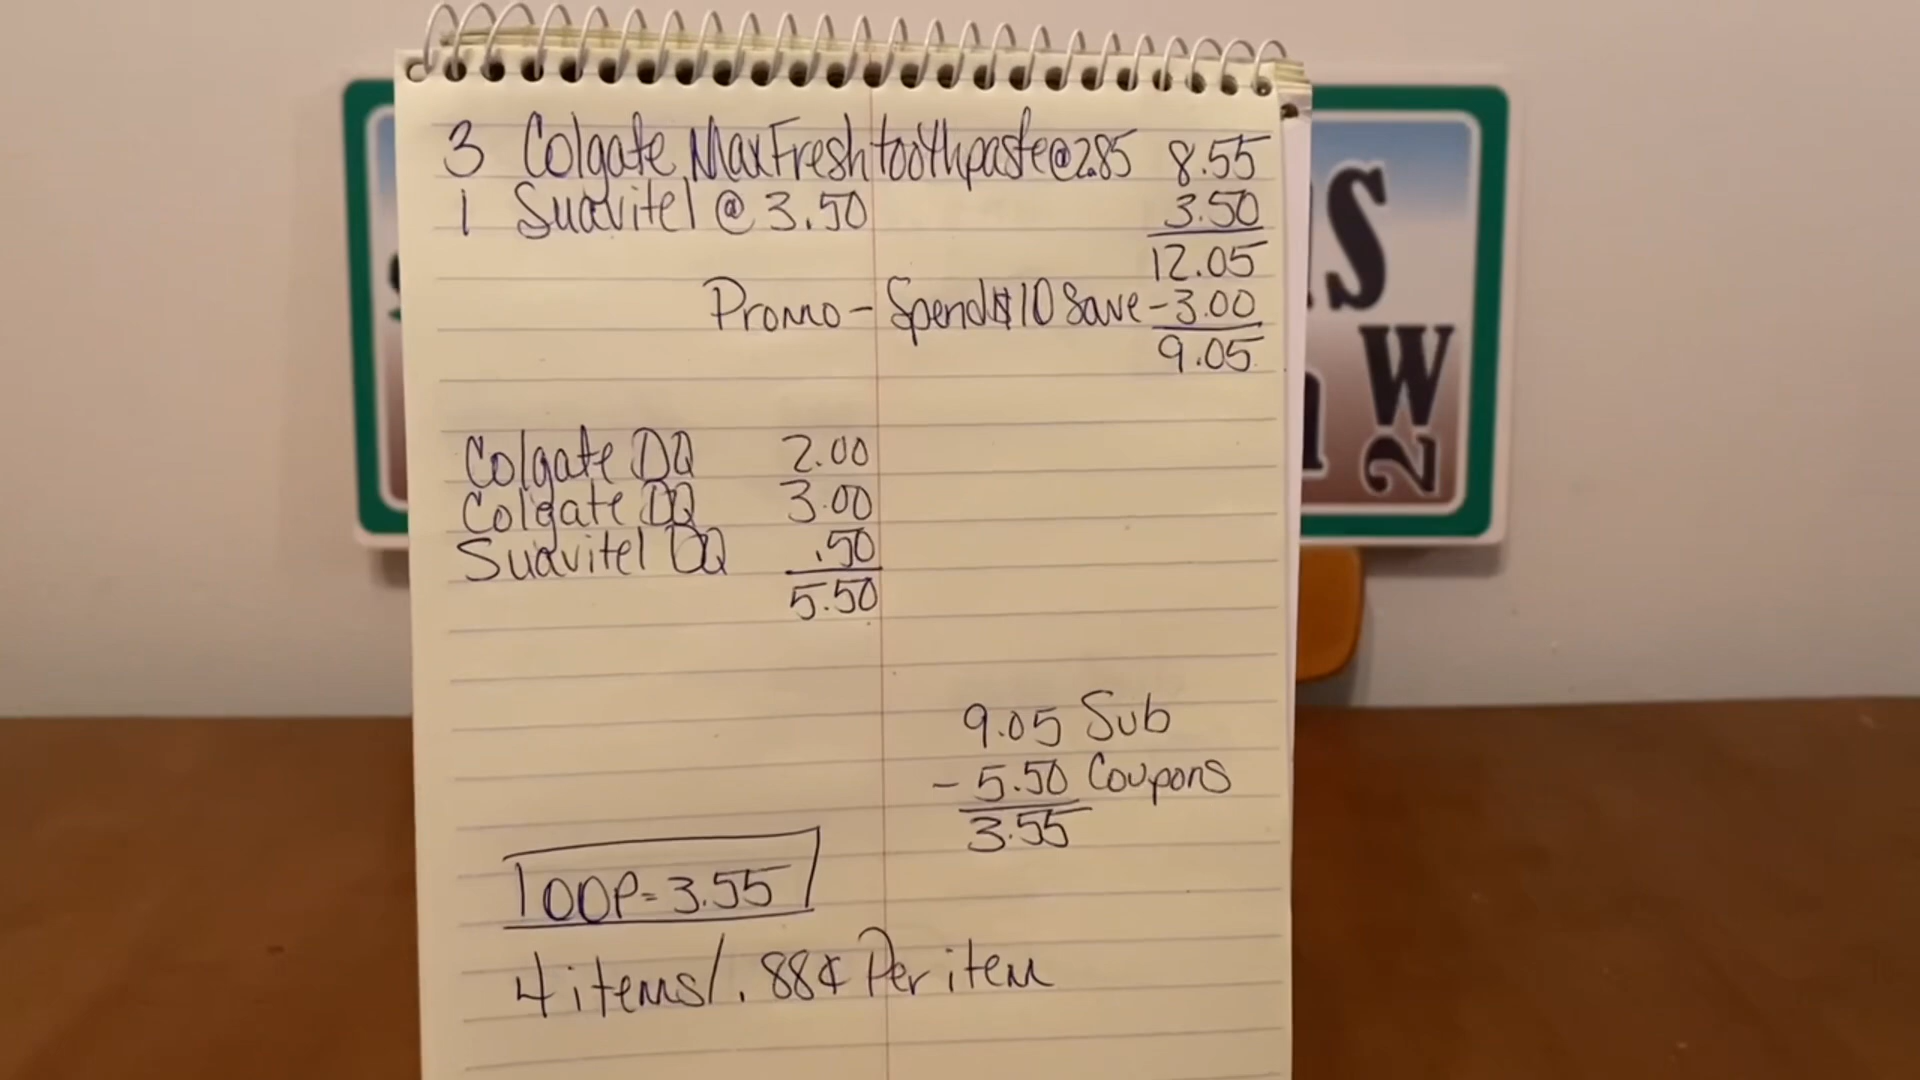 3 Colgate MaxFresh toothpaste @ 2.85 8.55
1 Suavitel @ 3.50 3.50
12.05
Promo - Spend $10 Save -3.00
9.05
Colgate DQ 2.00
Colgate DQ 3.00
Suavitel DQ .50
5.50
9.05 Sub
- 5.50 Coupons
3.55
OOP = 3.55
4 items/ .88¢ Per item
S
W
2